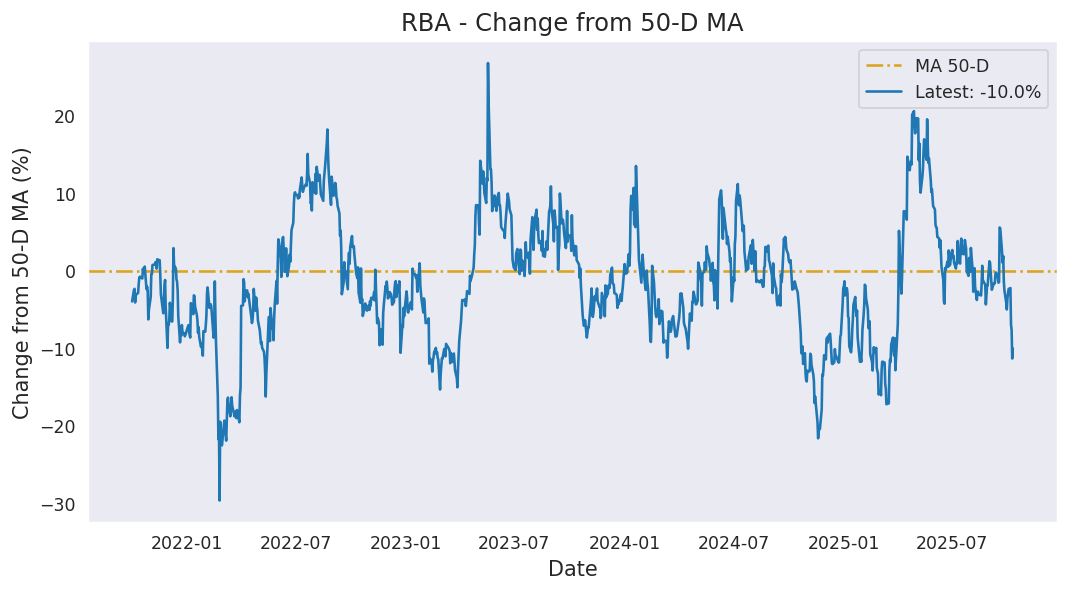 RBA - Change from 50-D MA
MA 50-D
Latest: -10.0%
Change from 50-D MA (%)
20
10
0
−10
−20
−30
2022-01 2022-07 2023-01 2023-07 2024-01 2024-07 2025-01 2025-07
Date